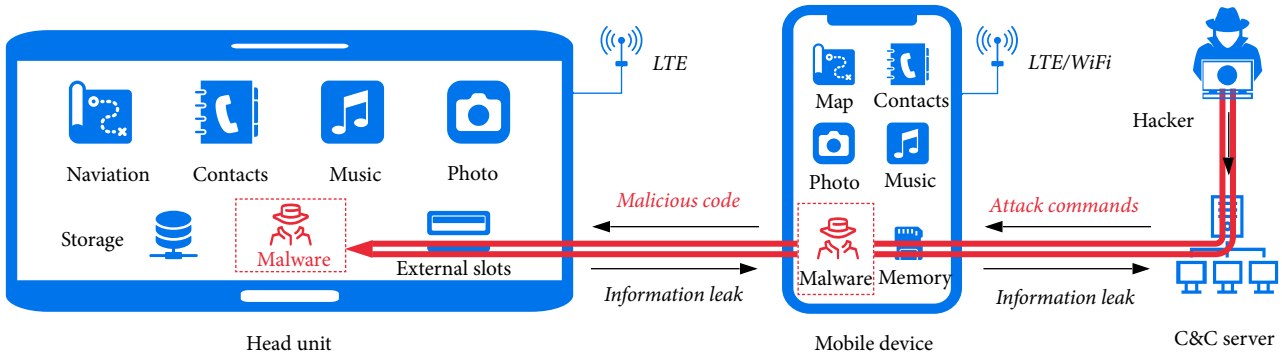 LTE
LTE/WiFi
Map
Contacts
Hacker
Naviation
Contacts
Music
Photo
Photo
Music
Malicious code
Attack commands
Storage
Malware
External slots
Malware
Memory
Information leak
Information leak
Head unit
Mobile device
C&C server